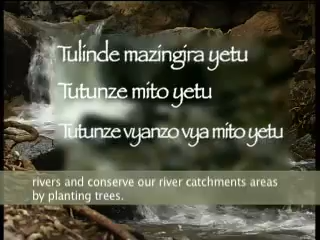 Tulinde mazingira yetu
Tutunze mito yetu
Tutunze vyanzo vya mito yetu
rivers and conserve our river catchments areas
by planting trees.